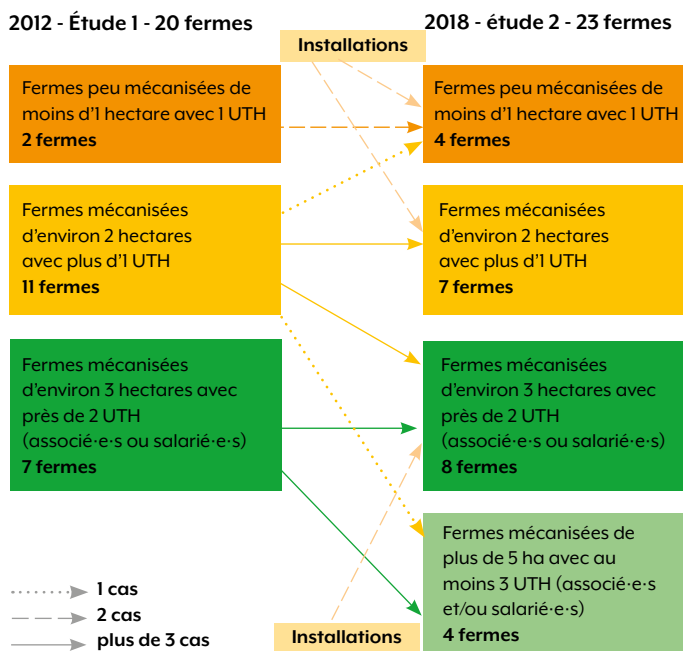 2012 - Étude 1 - 20 fermes
Installations
2018 - étude 2 - 23 fermes
Fermes peu mécanisées de
moins d'1 hectare avec 1 UTH
2 fermes
Fermes peu mécanisées de
moins d'1 hectare avec 1 UTH
4 fermes
Fermes mécanisées
d'environ 2 hectares
avec plus d'1 UTH
11 fermes
Fermes mécanisées
d'environ 2 hectares
avec plus d'1 UTH
7 fermes
Fermes mécanisées
d'environ 3 hectares avec
près de 2 UTH
(associé·e·s ou salarié·e·s)
7 fermes
Fermes mécanisées
d'environ 3 hectares avec
près de 2 UTH
(associé·e·s ou salarié·e·s)
8 fermes
Fermes mécanisées de
plus de 5 ha avec au
moins 3 UTH (associé·e·s
et/ou salarié·e·s)
4 fermes
1 cas
2 cas
plus de 3 cas
Installations